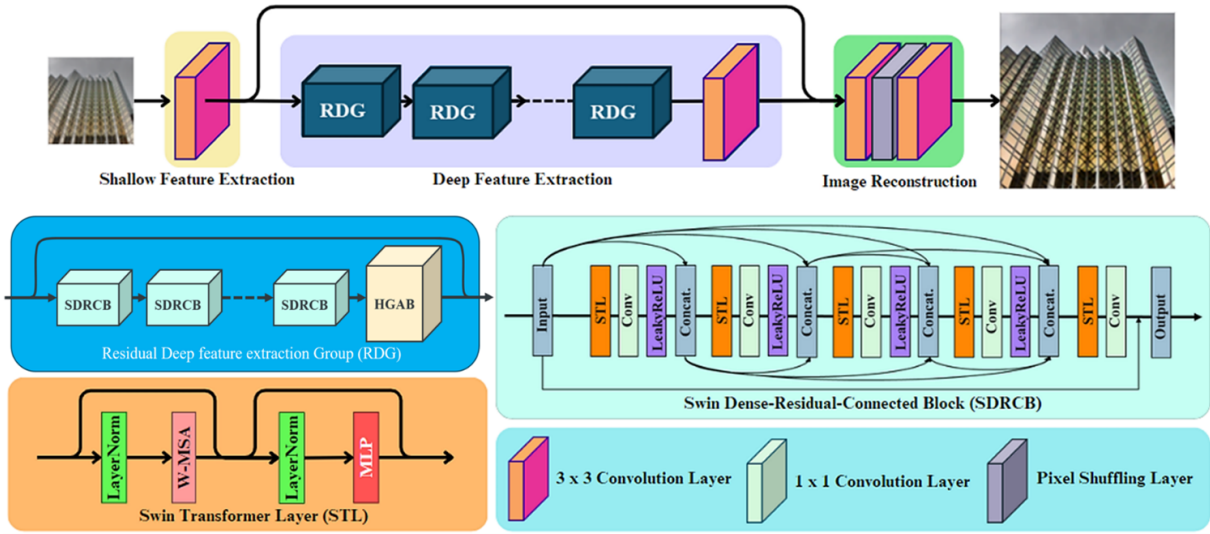 RDG
RDG
RDG
Shallow Feature Extraction
Deep Feature Extraction
Image Reconstruction
SDRCB
SDRCB
SDRCB
HGAB
Residual Deep feature extraction Group (RDG)
Input
STL
Conv
LeakyReLU
Concat.
STL
Conv
LeakyReLU
Concat.
STL
Conv
LeakyReLU
Concat.
STL
Conv
LeakyReLU
Concat.
STL
Conv
Output
Swin Dense-Residual-Connected Block (SDRCB)
LayerNorm
W-MSA
LayerNorm
MLP
Swin Transformer Layer (STL)
3 x 3 Convolution Layer
1 x 1 Convolution Layer
Pixel Shuffling Layer